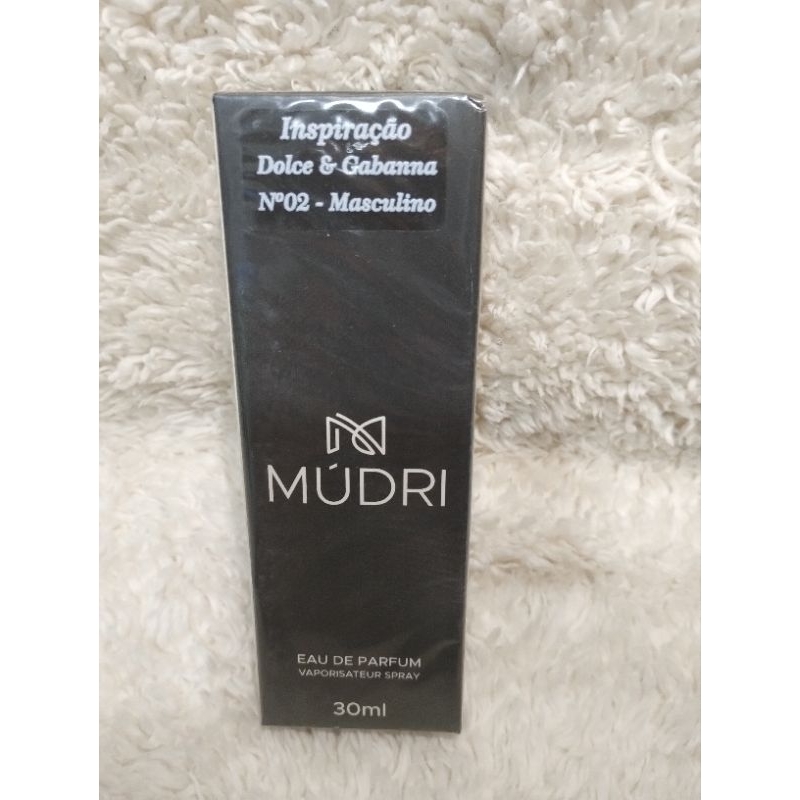 Inspiração
Dolce & Gabanna
Nº02 - Masculino
MÚDRI
EAU DE PARFUM
VAPORISATEUR SPRAY
30ml